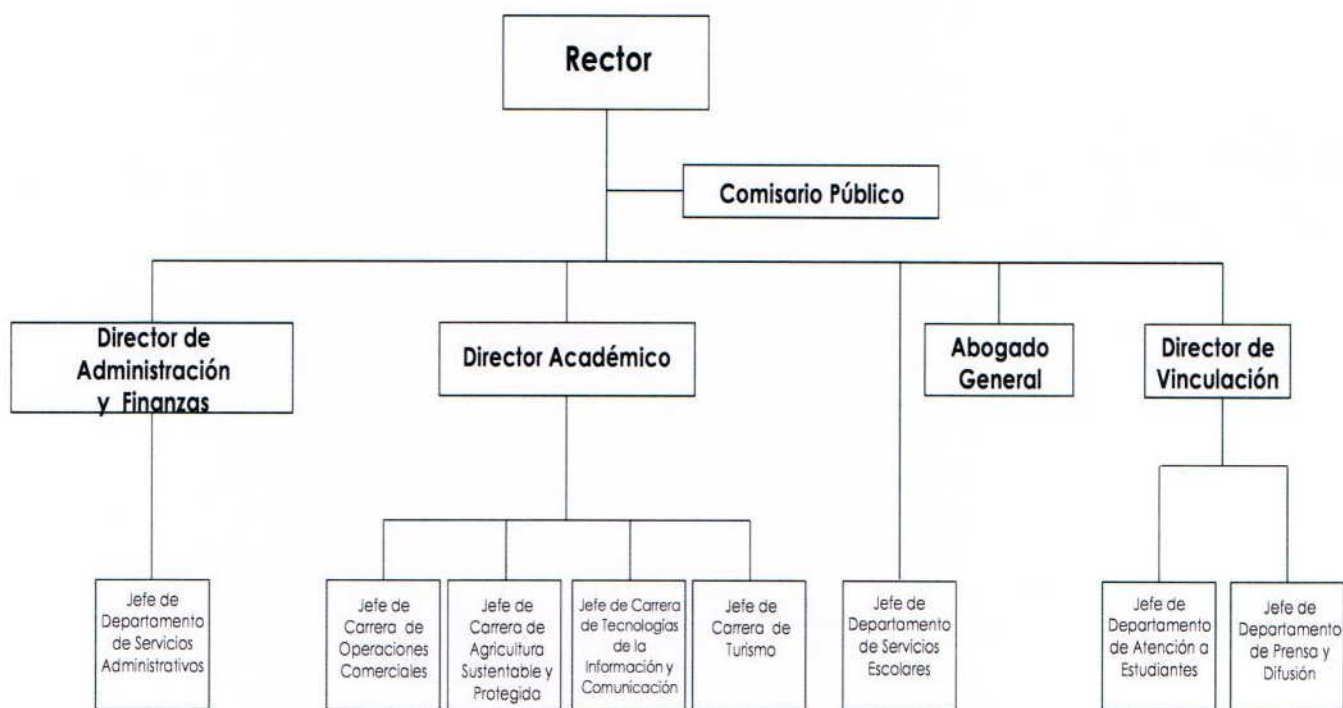 Rector
Comisario Público
Director de
Administración
y Finanzas
Director Académico
Abogado
General
Director de
Vinculación
Jefe de
Departamento
de Servicios
Administrativos
Jefe de
Carrera de
Operaciones
Comerciales
Jefe de
Carrera de
Agricultura
Sustentable y
Protegida
Jefe de Carrera
de Tecnologías
de la
Información y
Comunicación
Jefe de
Carrera de
Turismo
Jefe de
Departamento
de Servicios
Escolares
Jefe de
Departamento
de Atención a
Estudiantes
Jefe de
Departamento
de Prensa y
Difusión